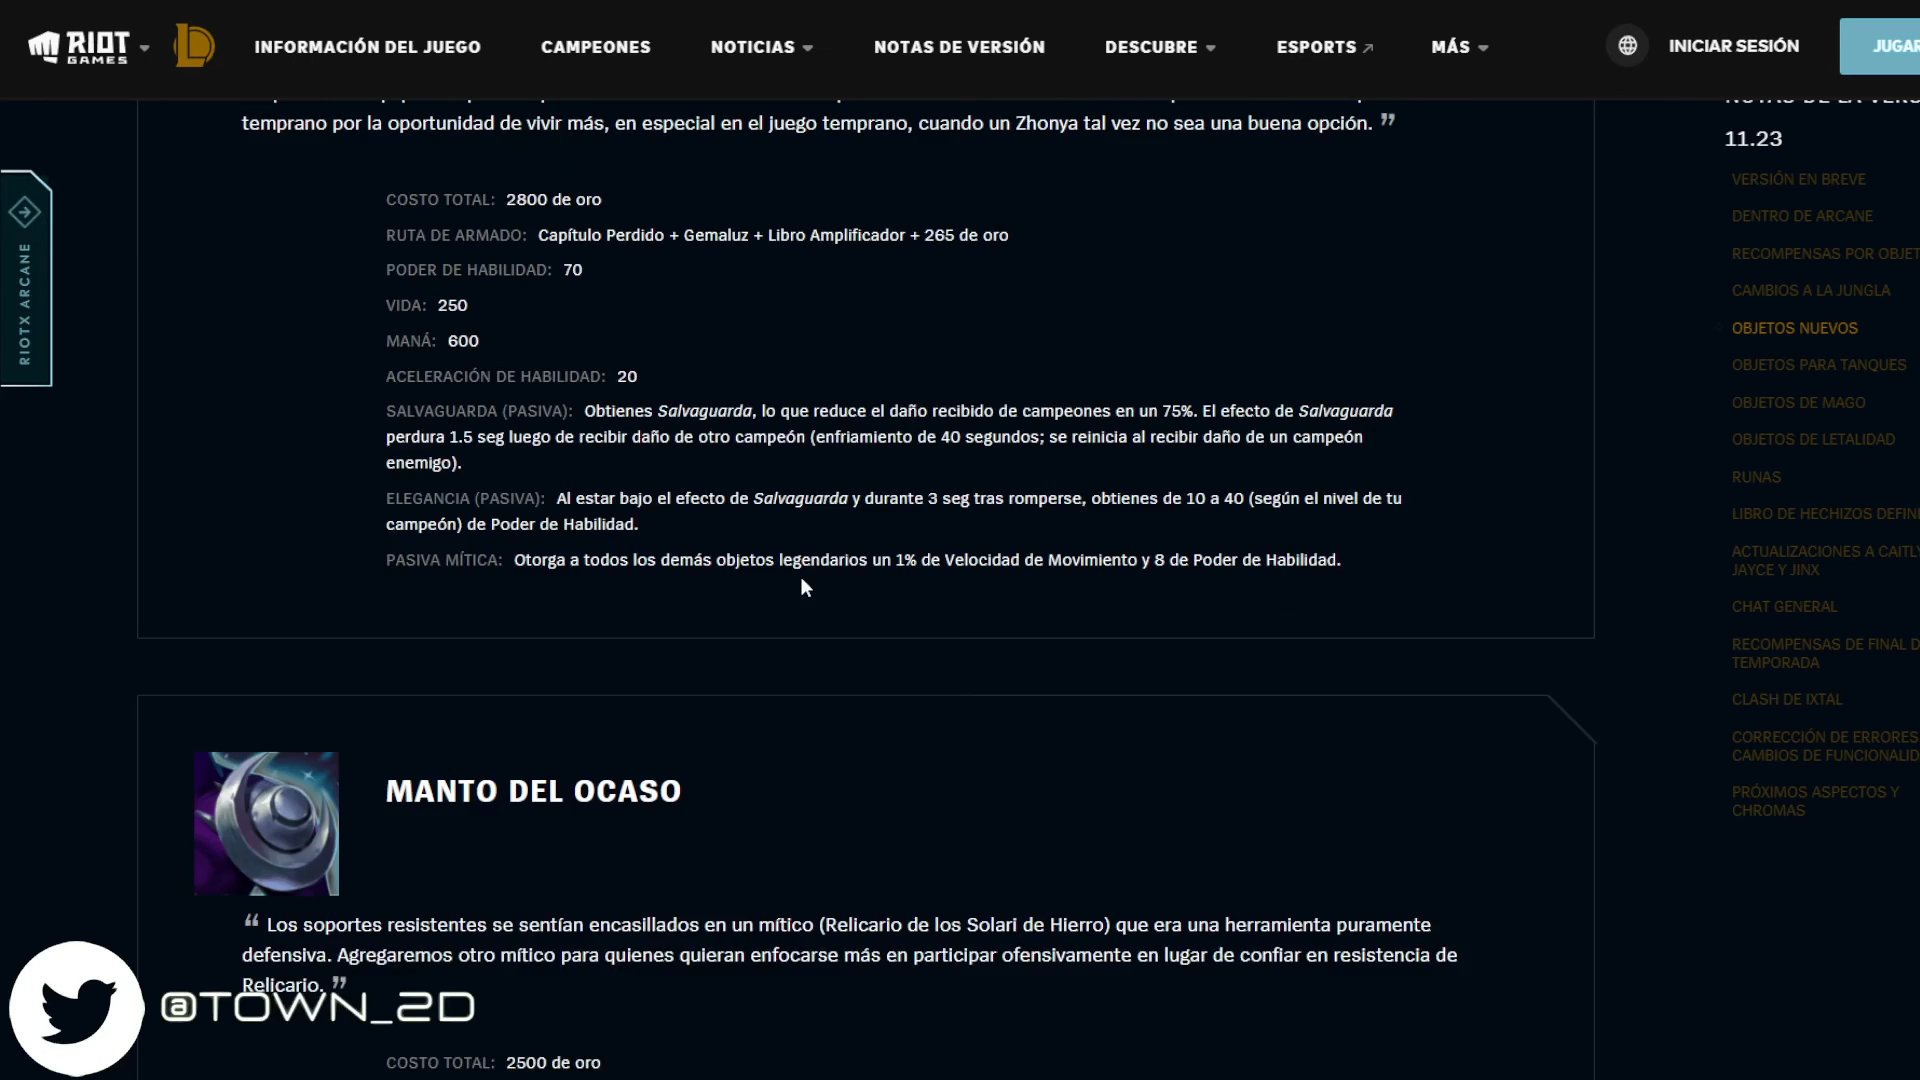 RIOT GAMES
INFORMACIÓN DEL JUEGO
CAMPEONES
NOTICIAS
NOTAS DE VERSIÓN
DESCUBRE
ESPORTS
MÁS
INICIAR SESIÓN
JUGAR
temprano por la oportunidad de vivir más, en especial en el juego temprano, cuando un Zhonya tal vez no sea una buena opción. ”
COSTO TOTAL: 2800 de oro
RUTA DE ARMADO: Capítulo Perdido + Gemaluz + Libro Amplificador + 265 de oro
PODER DE HABILIDAD: 70
VIDA: 250
MANÁ: 600
ACELERACIÓN DE HABILIDAD: 20
SALVAGUARDA (PASIVA): Obtienes Salvaguarda, lo que reduce el daño recibido de campeones en un 75%. El efecto de Salvaguarda
perdura 1.5 seg luego de recibir daño de otro campeón (enfriamiento de 40 segundos; se reinicia al recibir daño de un campeón
enemigo).
ELEGANCIA (PASIVA): Al estar bajo el efecto de Salvaguarda y durante 3 seg tras romperse, obtienes de 10 a 40 (según el nivel de tu
campeón) de Poder de Habilidad.
PASIVA MÍTICA: Otorga a todos los demás objetos legendarios un 1% de Velocidad de Movimiento y 8 de Poder de Habilidad.
MANTO DEL OCASO
“ Los soportes resistentes se sentían encasillados en un mítico (Relicario de los Solari de Hierro) que era una herramienta puramente
defensiva. Agregaremos otro mítico para quienes quieran enfocarse más en participar ofensivamente en lugar de confiar en resistencia de
Relicario. ”
COSTO TOTAL: 2500 de oro
RIOTX ARCANE
@TOWN_2D
11.23
VERSIÓN EN BREVE
DENTRO DE ARCANE
RECOMPENSAS POR OBJET
CAMBIOS A LA JUNGLA
OBJETOS NUEVOS
OBJETOS PARA TANQUES
OBJETOS DE MAGO
OBJETOS DE LETALIDAD
RUNAS
LIBRO DE HECHIZOS DEFINI
ACTUALIZACIONES A CAITLY
JAYCE Y JINX
CHAT GENERAL
RECOMPENSAS DE FINAL D
TEMPORADA
CLASH DE IXTAL
CORRECCIÓN DE ERRORES
CAMBIOS DE FUNCIONALID
PRÓXIMOS ASPECTOS Y
CHROMAS